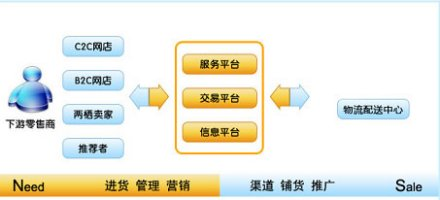 C2C网店
B2C网店
两栖卖家
推荐者
下游零售商
服务平台
交易平台
信息平台
物流配送中心
Need 进货 管理 营销 渠道 铺货 推广 Sale